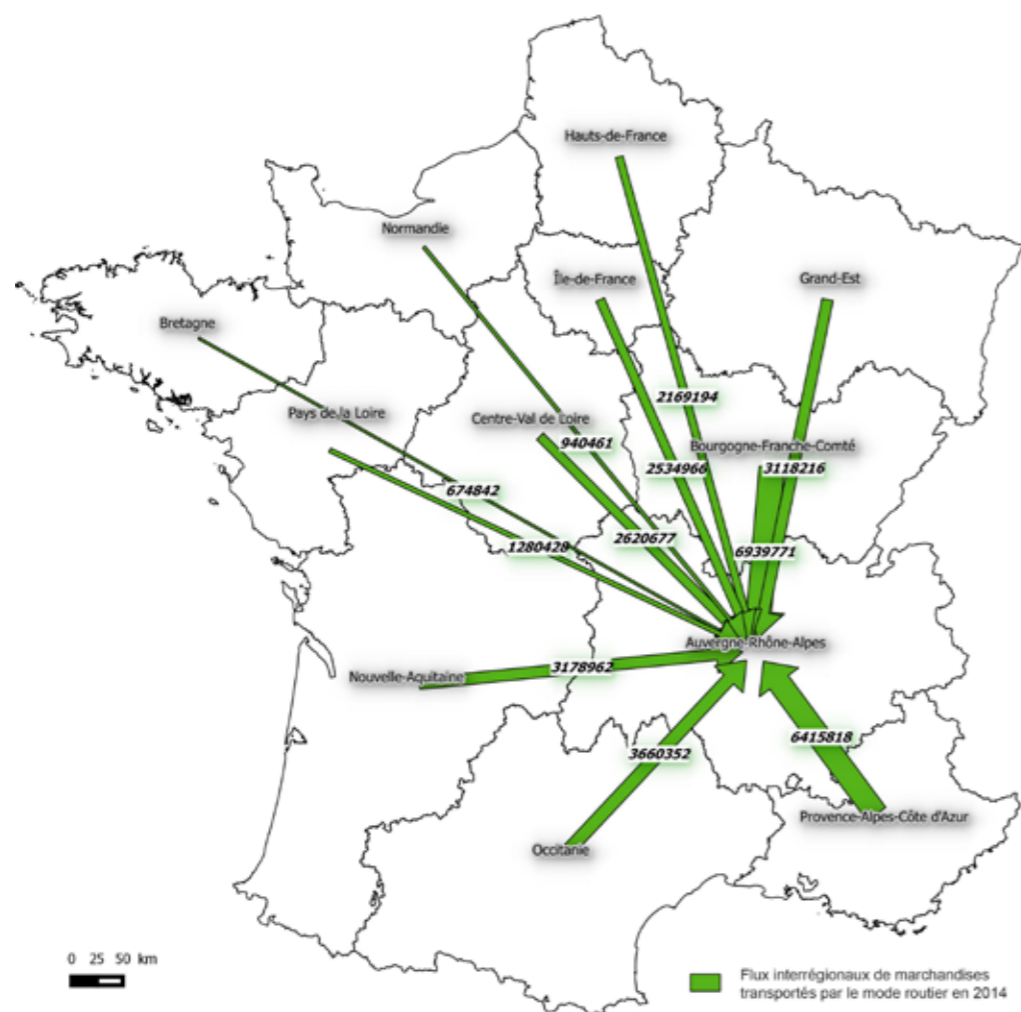 Hauts-de-France
Normandie
Île-de-France
Grand-Est
Bretagne
2169194
Pays de la Loire
Centre-Val de Loire
940461
Bourgogne-Franche-Comté
2534966
3118216
674842
2620677
1280428
6939771
Auvergne-Rhône-Alpes
3178962
Nouvelle-Aquitaine
6415818
3660352
Provence-Alpes-Côte d'Azur
Occitanie
0 25 50 km
Flux interrégionaux de marchandises
transportés par le mode routier en 2014